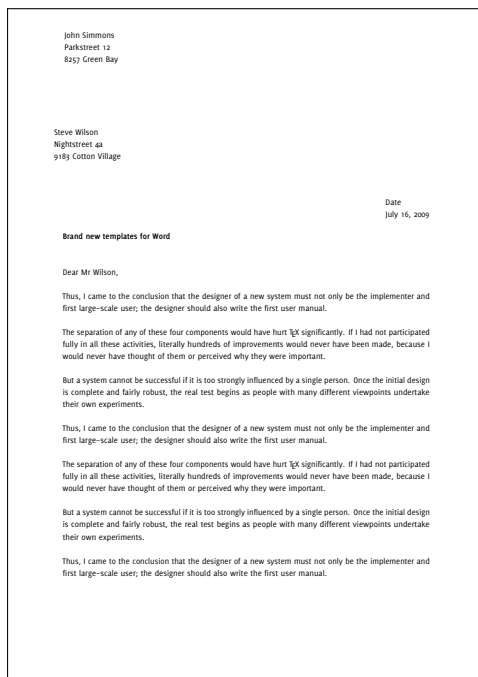 John Simmons
Parkstreet 12
8257 Green Bay
Steve Wilson
Nightstreet 4a
9183 Cotton Village
Date
July 16, 2009
Brand new templates for Word
Dear Mr Wilson,
Thus, I came to the conclusion that the designer of a new system must not only be the implementer and
first large-scale user; the designer should also write the first user manual.
The separation of any of these four components would have hurt TEX significantly. If I had not participated
fully in all these activities, literally hundreds of improvements would never have been made, because I
would never have thought of them or perceived why they were important.
But a system cannot be successful if it is too strongly influenced by a single person. Once the initial design
is complete and fairly robust, the real test begins as people with many different viewpoints undertake
their own experiments.
Thus, I came to the conclusion that the designer of a new system must not only be the implementer and
first large-scale user; the designer should also write the first user manual.
The separation of any of these four components would have hurt TEX significantly. If I had not participated
fully in all these activities, literally hundreds of improvements would never have been made, because I
would never have thought of them or perceived why they were important.
But a system cannot be successful if it is too strongly influenced by a single person. Once the initial design
is complete and fairly robust, the real test begins as people with many different viewpoints undertake
their own experiments.
Thus, I came to the conclusion that the designer of a new system must not only be the implementer and
first large-scale user; the designer should also write the first user manual.